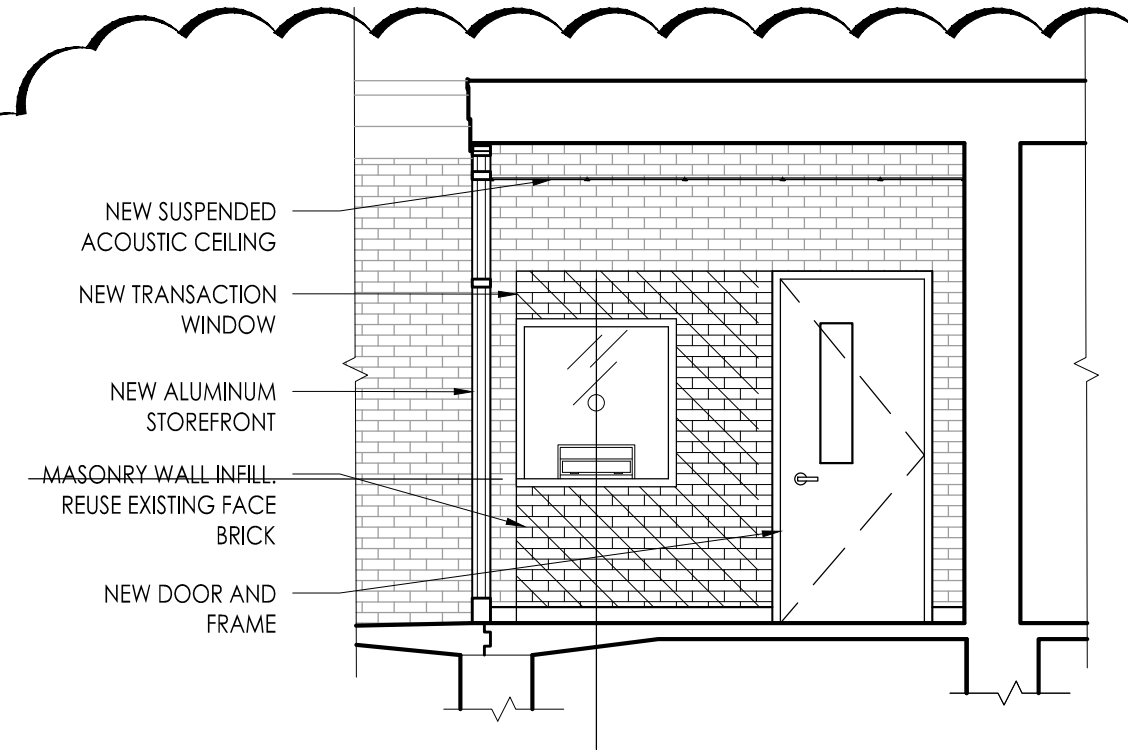 NEW SUSPENDED
ACOUSTIC CEILING
NEW TRANSACTION
WINDOW
NEW ALUMINUM
STOREFRONT
MASONRY WALL INFILL.
REUSE EXISTING FACE
BRICK
NEW DOOR AND
FRAME